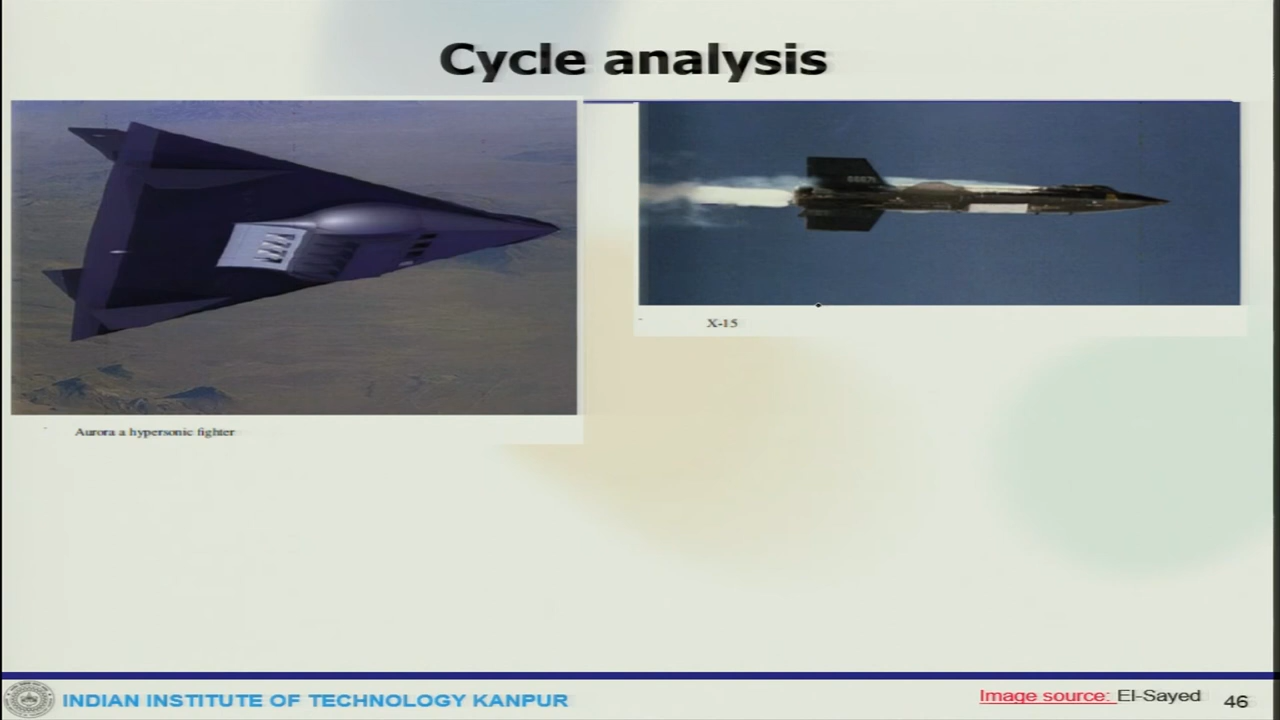 Cycle analysis
X-15
Aurora a hypersonic fighter
INDIAN INSTITUTE OF TECHNOLOGY KANPUR
Image source: El-Sayed
46